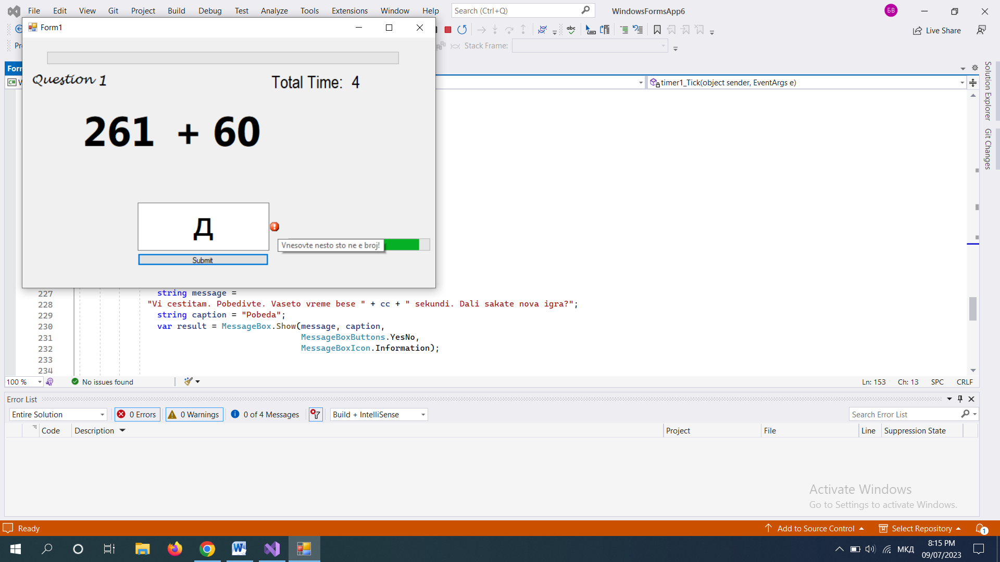 File Edit View Git Project Build Debug Test Analyze Tools Extensions Window Help Search (Ctrl+Q) WindowsFormsApp6 БВ
Form1
Live Share
Stack Frame:
timer1_Tick(object sender, EventArgs e)
Solution Explorer
Git Changes
Question 1 Total Time: 4
261 + 60
Д
Vnesovte nesto sto ne e broj!
Submit
227 string message =
228 "Vi cestitam. Pobedivte. Vaseto vreme bese " + cc + " sekundi. Dali sakate nova igra?";
229 string caption = "Pobeda";
230 var result = MessageBox.Show(message, caption,
231 MessageBoxButtons.YesNo,
232 MessageBoxIcon.Information);
233
234
100 % No issues found Ln: 153 Ch: 13 SPC CRLF
Error List
Entire Solution 0 Errors 0 Warnings 0 of 4 Messages Build + IntelliSense Search Error List
Code Description Project File Line Suppression State
Activate Windows
Go to Settings to activate Windows.
Ready Add to Source Control Select Repository 1
МКД 8:15 PM
09/07/2023